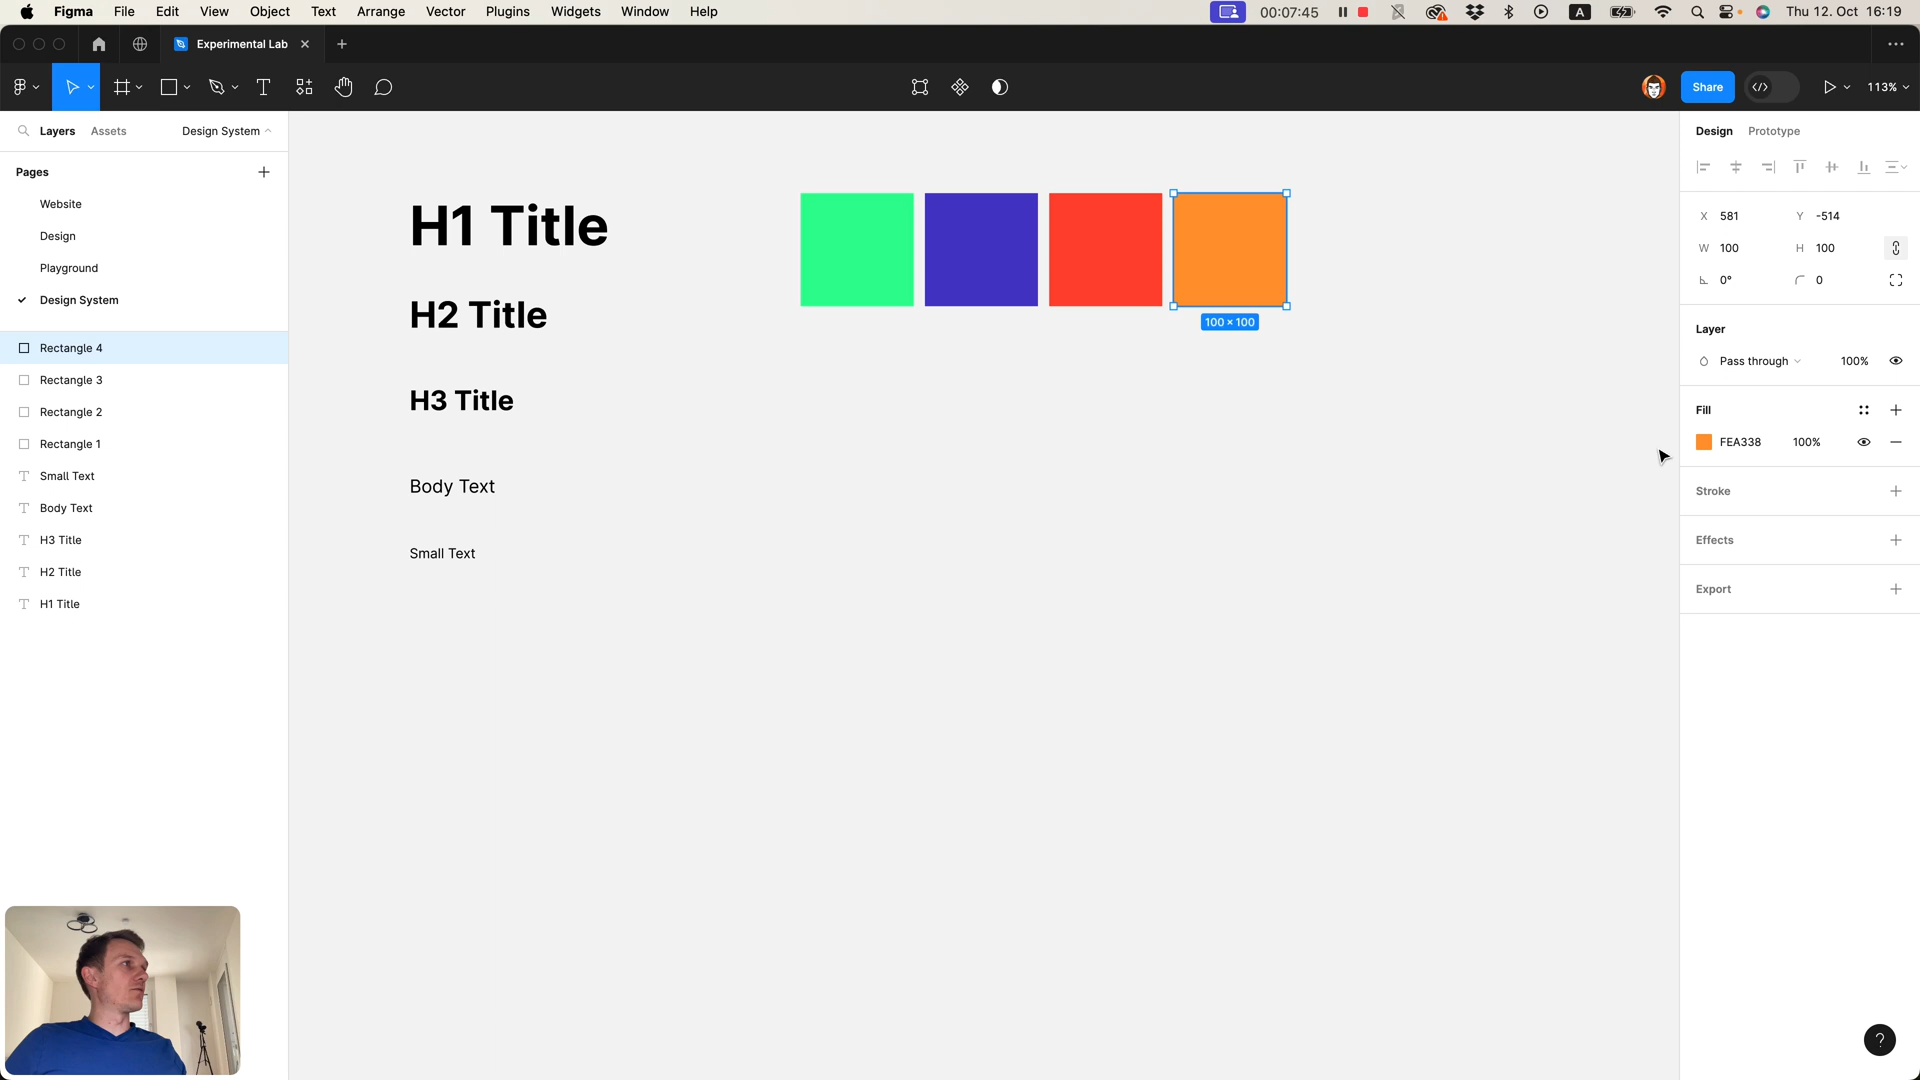 Figma File Edit View Object Text Arrange Vector Plugins Widgets Window Help 00:07:45 A Thu 12. Oct 16:19
Experimental Lab
Share 113%
Layers Assets Design System
Pages
Website
Design
Playground
Design System
Rectangle 4
Rectangle 3
Rectangle 2
Rectangle 1
Small Text
Body Text
H3 Title
H2 Title
H1 Title
H1 Title
H2 Title
H3 Title
Body Text
Small Text
100 × 100
Design Prototype
X 581 Y -514
W 100 H 100
0° 0
Layer
Pass through 100%
Fill
FEA338 100%
Stroke
Effects
Export
?